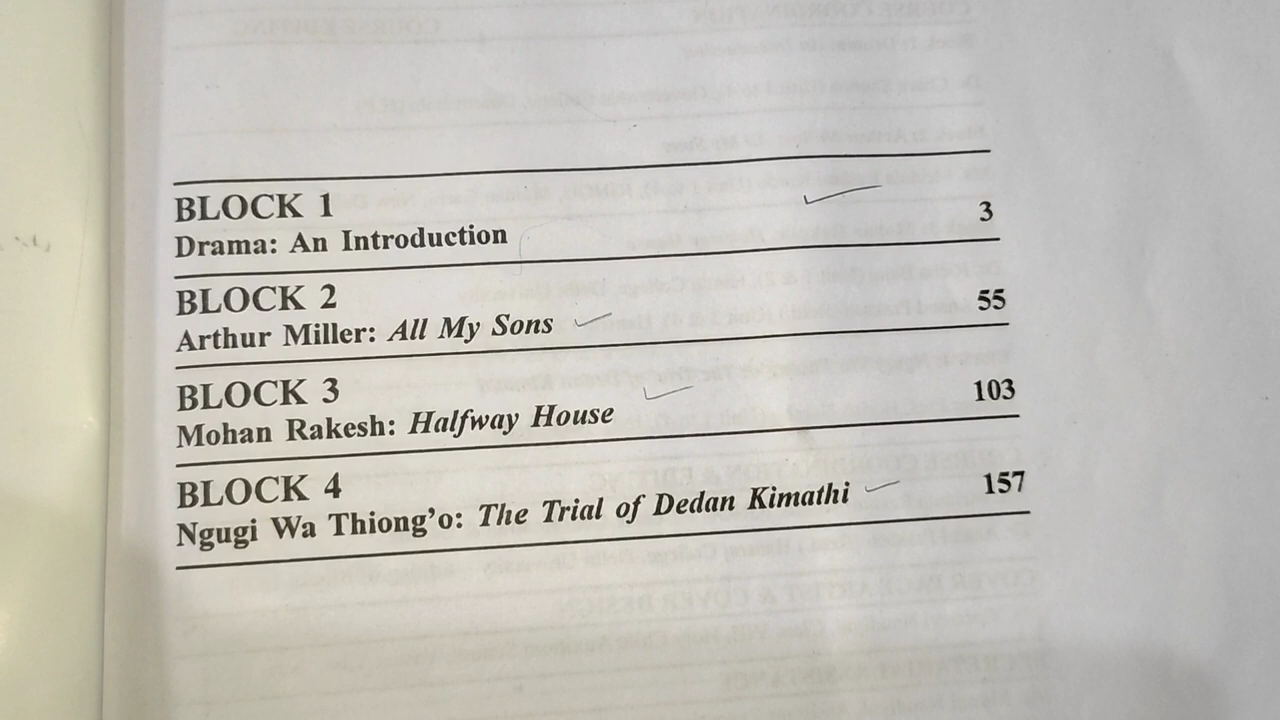 BLOCK 1
Drama: An Introduction 3
BLOCK 2
Arthur Miller: All My Sons 55
BLOCK 3
Mohan Rakesh: Halfway House 103
BLOCK 4
Ngugi Wa Thiong’o: The Trial of Dedan Kimathi 157